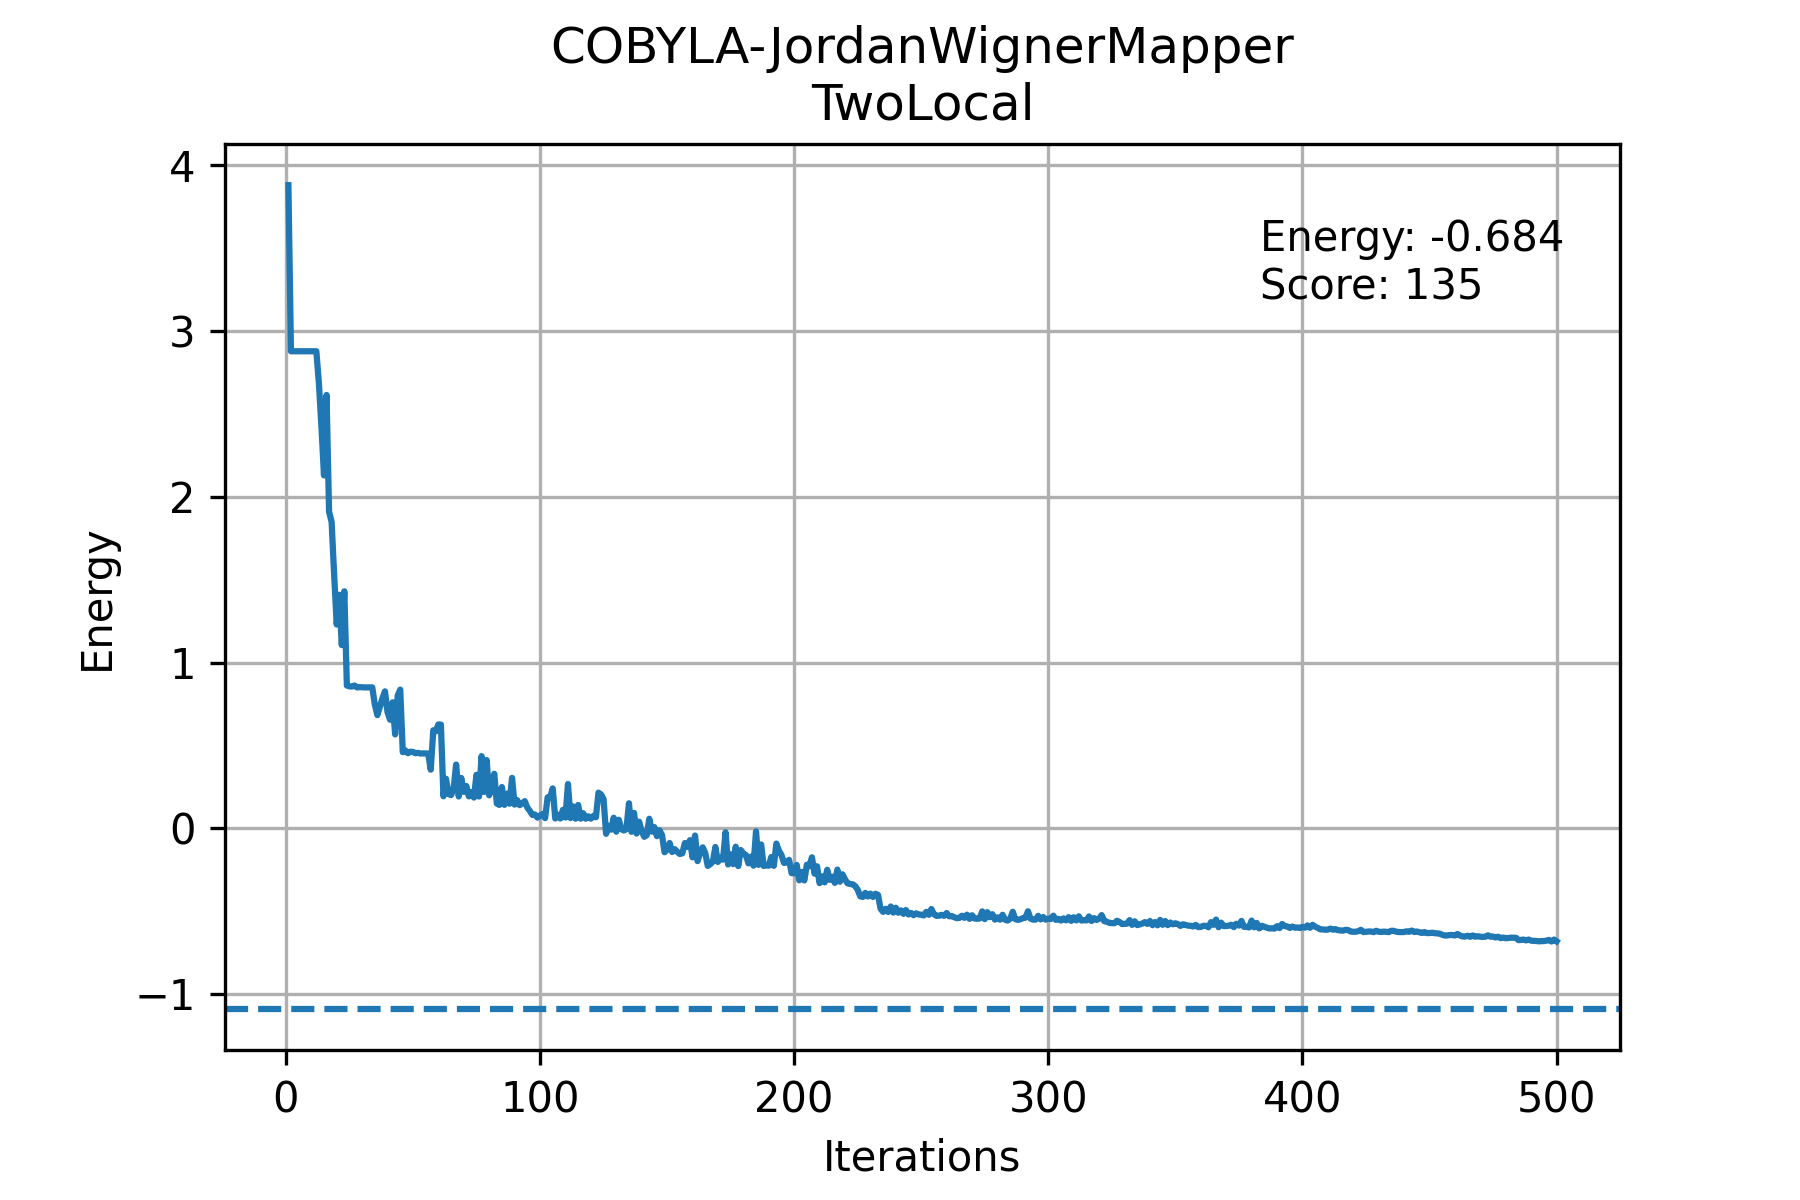 COBYLA-JordanWignerMapper
TwoLocal
4
3
2
1
0
−1
Energy
Energy: -0.684
Score: 135
0
100
200
300
400
500
Iterations